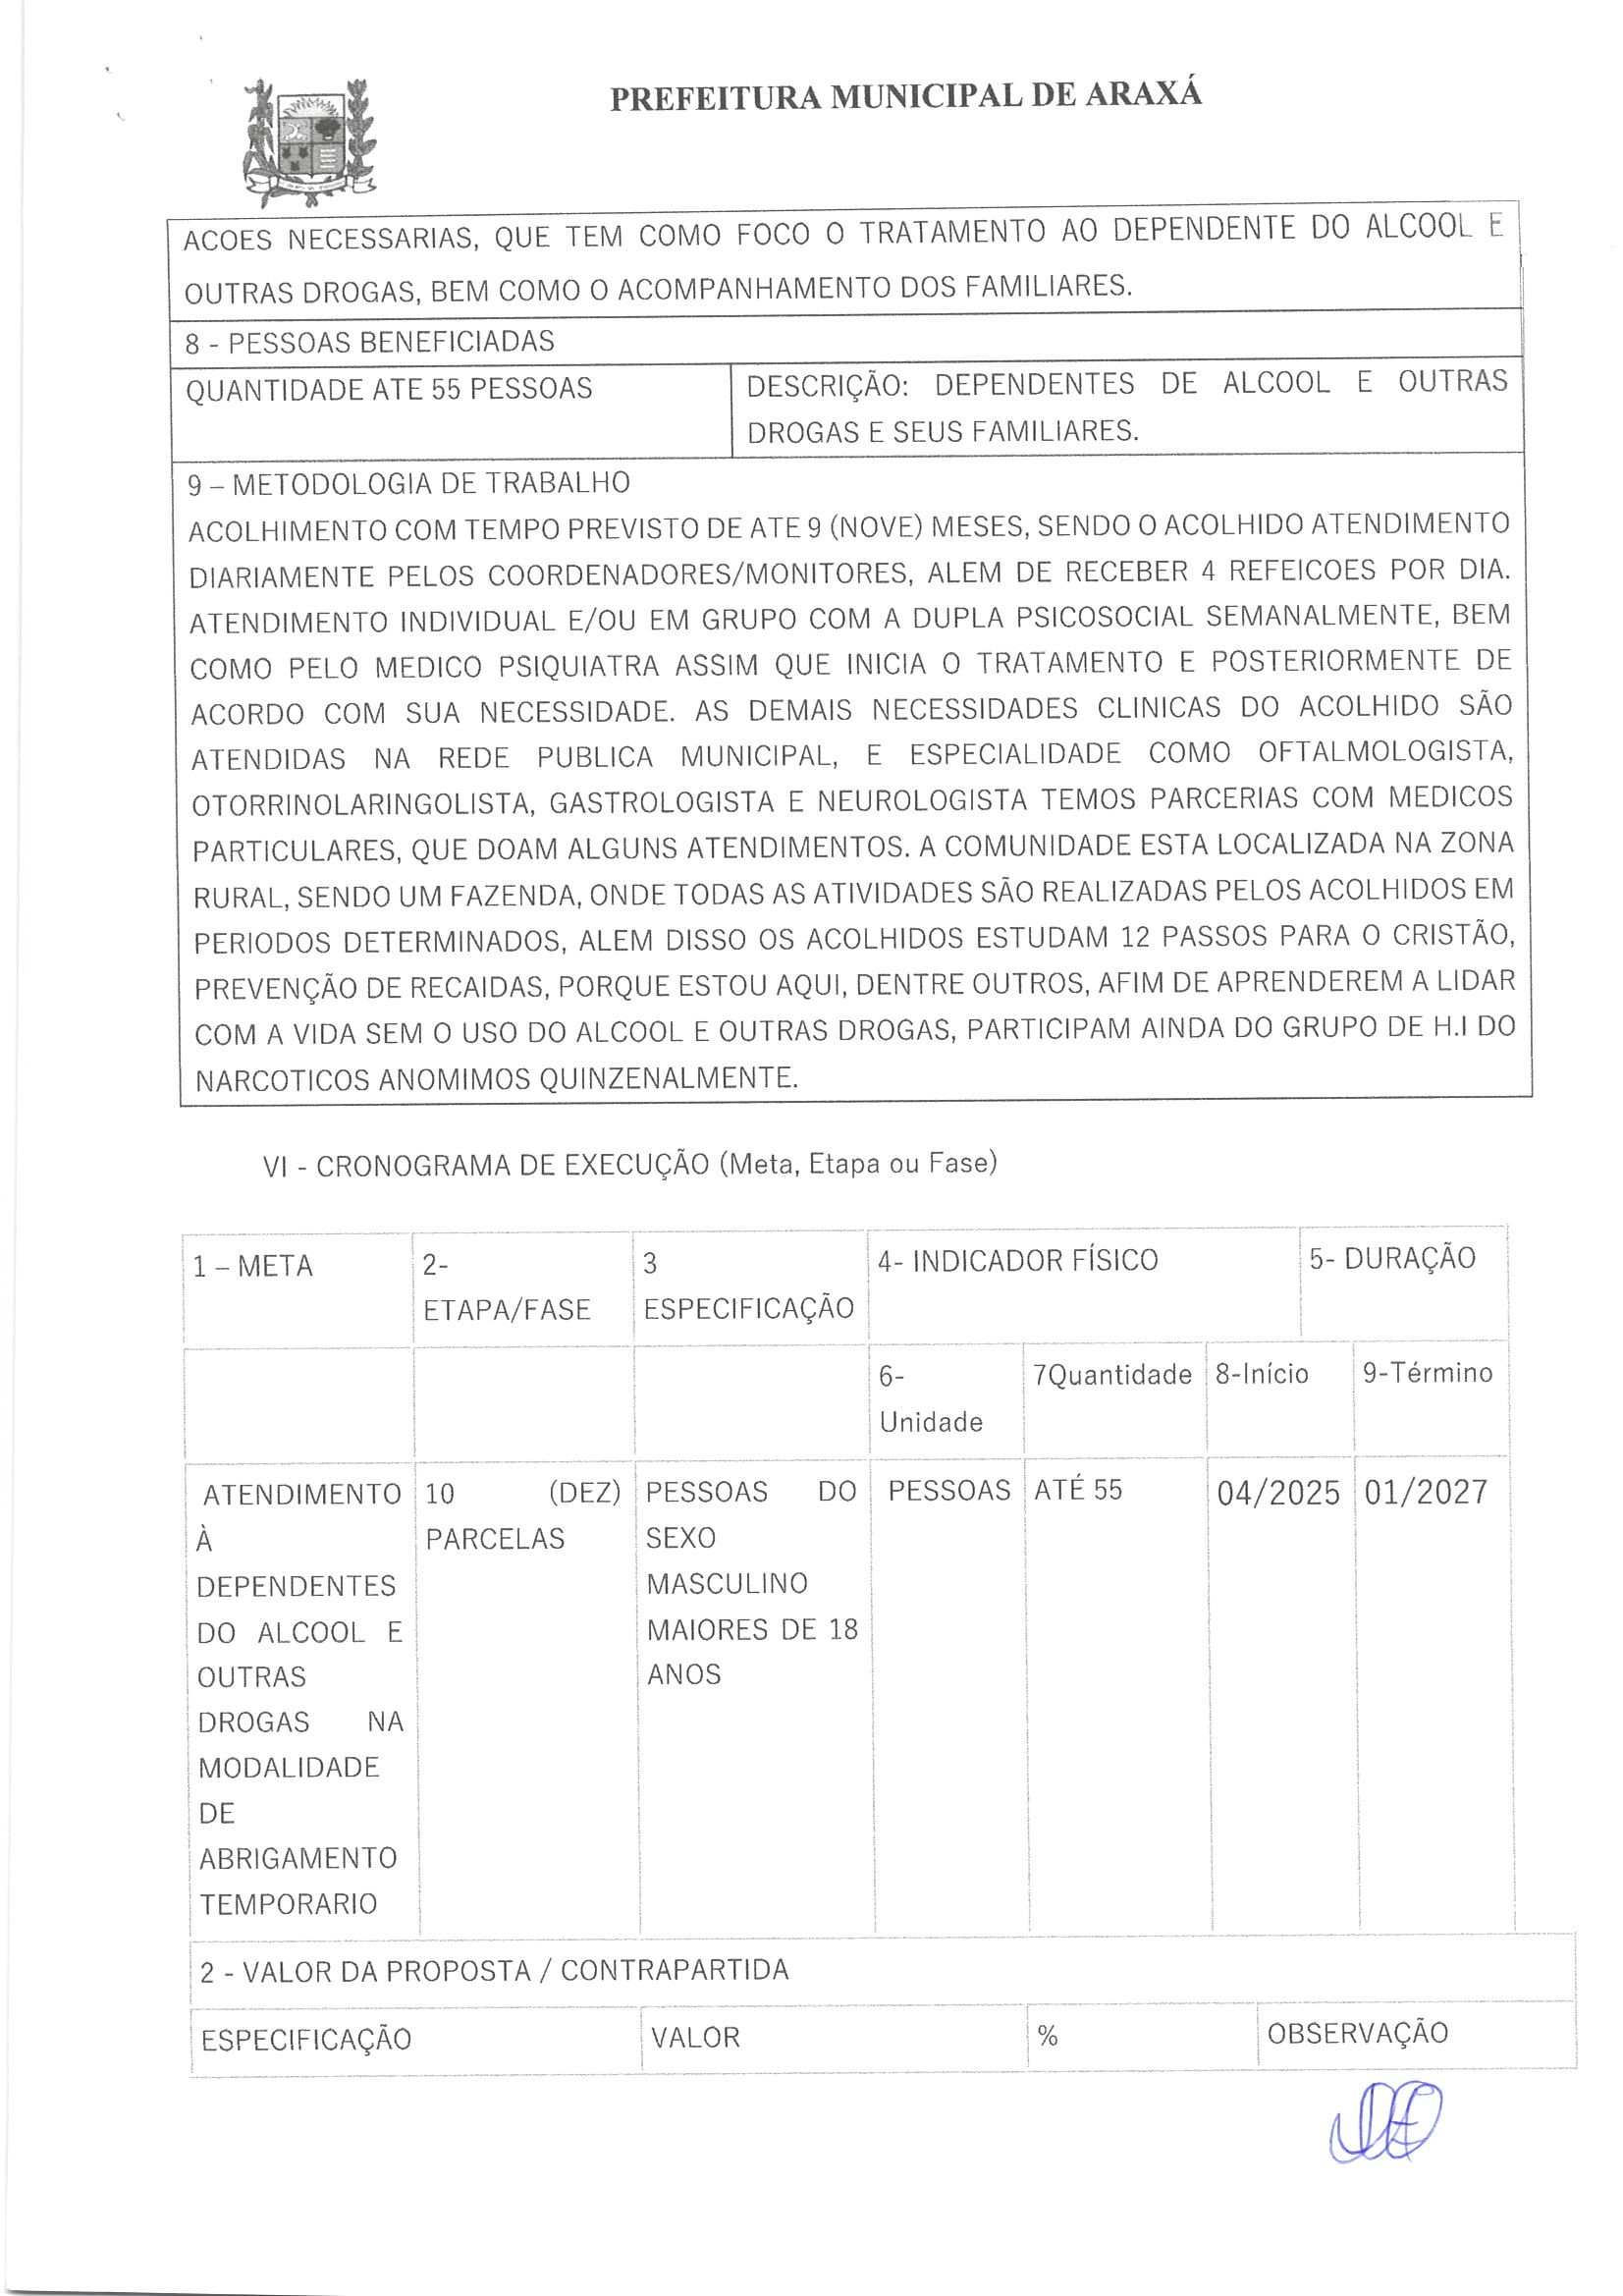 PREFEITURA MUNICIPAL DE ARAXÁ
ACOES NECESSARIAS, QUE TEM COMO FOCO O TRATAMENTO AO DEPENDENTE DO ALCOOL E
OUTRAS DROGAS, BEM COMO O ACOMPANHAMENTO DOS FAMILIARES.
8 - PESSOAS BENEFICIADAS
QUANTIDADE ATE 55 PESSOAS
DESCRIÇÃO: DEPENDENTES DE ALCOOL E OUTRAS
DROGAS E SEUS FAMILIARES.
9 – METODOLOGIA DE TRABALHO
ACOLHIMENTO COM TEMPO PREVISTO DE ATE 9 (NOVE) MESES, SENDO O ACOLHIDO ATENDIMENTO
DIARIAMENTE PELOS COORDENADORES/MONITORES, ALEM DE RECEBER 4 REFEICOES POR DIA.
ATENDIMENTO INDIVIDUAL E/OU EM GRUPO COM A DUPLA PSICOSOCIAL SEMANALMENTE, BEM
COMO PELO MEDICO PSIQUIATRA ASSIM QUE INICIA O TRATAMENTO E POSTERIORMENTE DE
ACORDO COM SUA NECESSIDADE. AS DEMAIS NECESSIDADES CLINICAS DO ACOLHIDO SÃO
ATENDIDAS NA REDE PUBLICA MUNICIPAL, E ESPECIALIDADE COMO OFTALMOLOGISTA,
OTORRINOLARINGOLISTA, GASTROLOGISTA E NEUROLOGISTA TEMOS PARCERIAS COM MEDICOS
PARTICULARES, QUE DOAM ALGUNS ATENDIMENTOS. A COMUNIDADE ESTA LOCALIZADA NA ZONA
RURAL, SENDO UM FAZENDA, ONDE TODAS AS ATIVIDADES SÃO REALIZADAS PELOS ACOLHIDOS EM
PERIODOS DETERMINADOS, ALEM DISSO OS ACOLHIDOS ESTUDAM 12 PASSOS PARA O CRISTÃO,
PREVENÇÃO DE RECAIDAS, PORQUE ESTOU AQUI, DENTRE OUTROS, AFIM DE APRENDEREM A LIDAR
COM A VIDA SEM O USO DO ALCOOL E OUTRAS DROGAS, PARTICIPAM AINDA DO GRUPO DE H.I DO
NARCOTICOS ANOMIMOS QUINZENALMENTE.
VI - CRONOGRAMA DE EXECUÇÃO (Meta, Etapa ou Fase)
1 – META
2-
ETAPA/FASE
3
ESPECIFICAÇÃO
4- INDICADOR FÍSICO
5- DURAÇÃO
6-
Unidade
7Quantidade
8-Início
9-Término
ATENDIMENTO
À
DEPENDENTES
DO ALCOOL E
OUTRAS
DROGAS NA
MODALIDADE
DE
ABRIGAMENTO
TEMPORARIO
10 (DEZ)
PARCELAS
PESSOAS DO
SEXO
MASCULINO
MAIORES DE 18
ANOS
PESSOAS
ATÉ 55
04/2025
01/2027
2 - VALOR DA PROPOSTA / CONTRAPARTIDA
ESPECIFICAÇÃO
VALOR
%
OBSERVAÇÃO